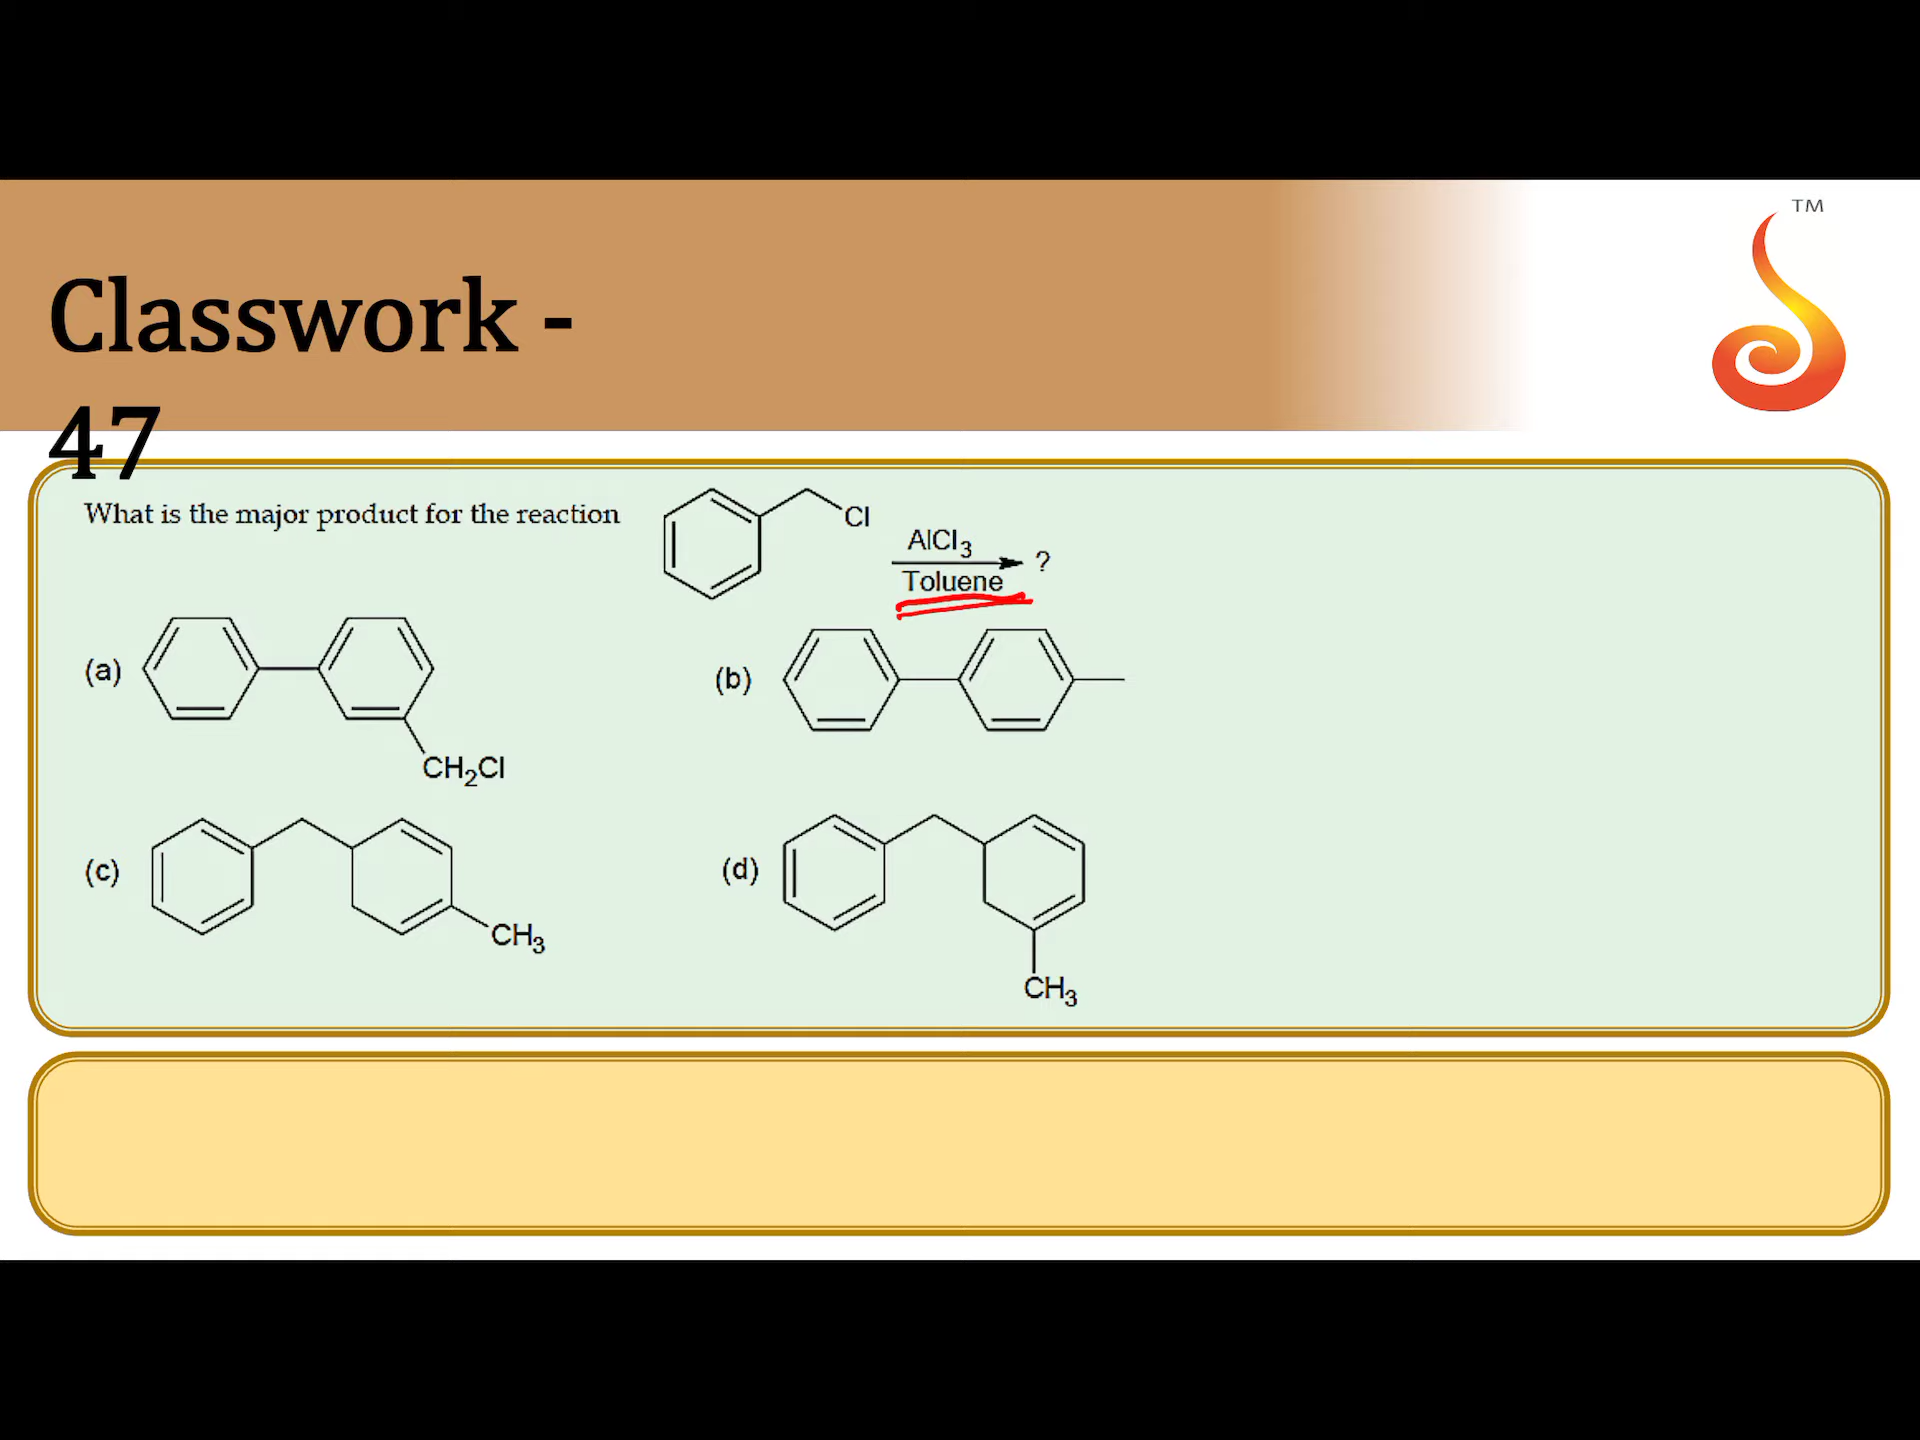 TM
Classwork -
47
What is the major product for the reaction
Cl
AlCl3
Toluene
?
(a)
CH2Cl
(b)
(c)
CH3
(d)
CH3